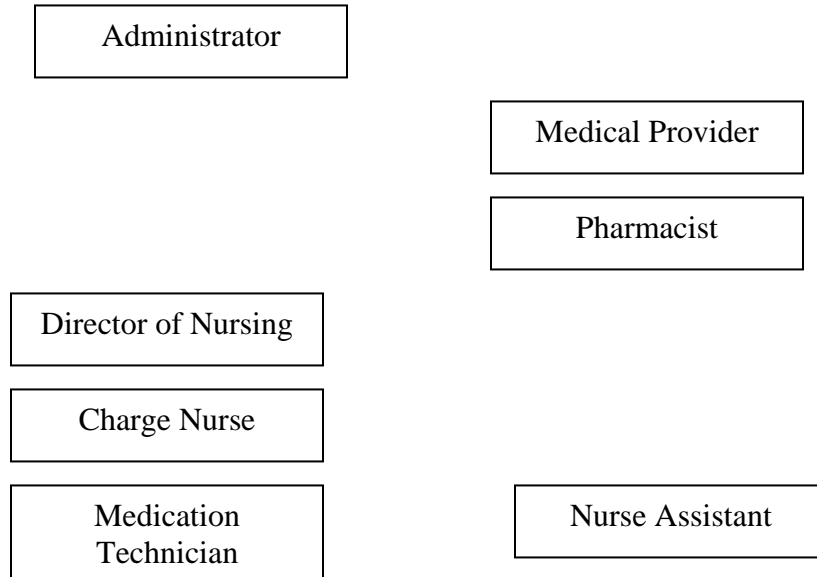 Administrator
Medical Provider
Pharmacist
Director of Nursing
Charge Nurse
Medication
Technician
Nurse Assistant